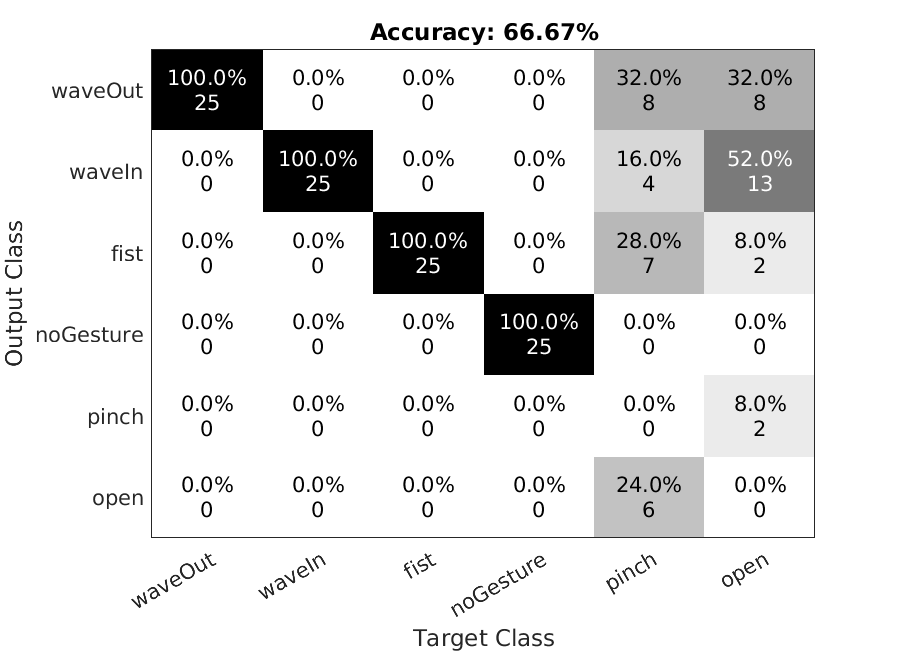 Accuracy: 66.67%
waveOut
100.0% 0.0% 0.0% 0.0% 32.0% 32.0%
25 0 0 0 8 8
waveIn
0.0% 100.0% 0.0% 0.0% 16.0% 52.0%
0 25 0 0 4 13
fist
0.0% 0.0% 100.0% 0.0% 28.0% 8.0%
0 0 25 0 7 2
noGesture
0.0% 0.0% 0.0% 100.0% 0.0% 0.0%
0 0 0 25 0 0
pinch
0.0% 0.0% 0.0% 0.0% 0.0% 8.0%
0 0 0 0 0 2
open
0.0% 0.0% 0.0% 0.0% 24.0% 0.0%
0 0 0 0 6 0
Output Class
waveOut waveIn fist noGesture pinch open
Target Class